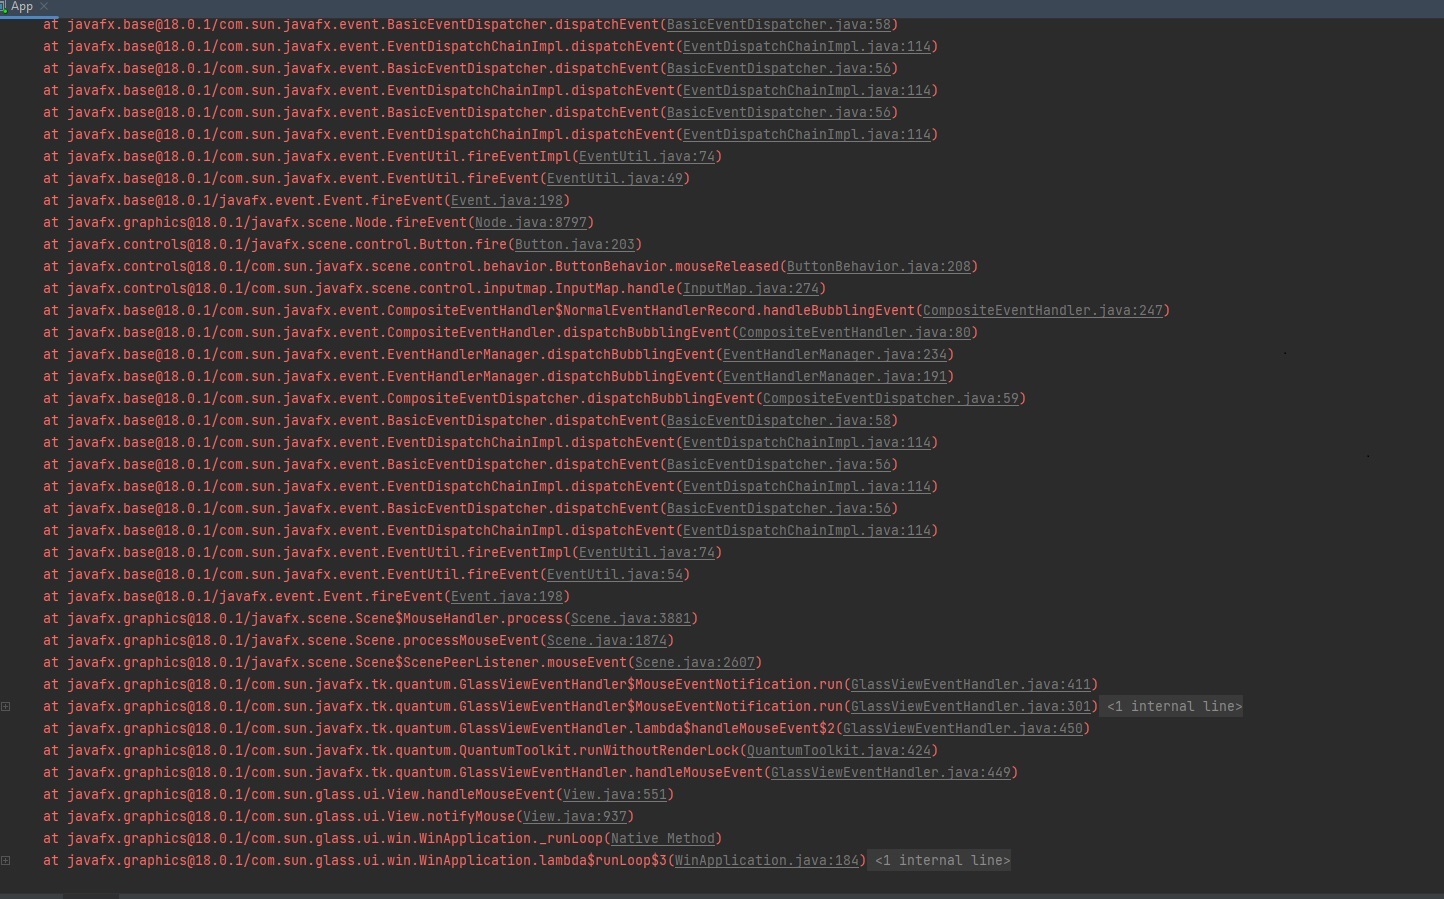 App
at javafx.base@18.0.1/com.sun.javafx.event.BasicEventDispatcher.dispatchEvent(BasicEventDispatcher.java:58)
at javafx.base@18.0.1/com.sun.javafx.event.EventDispatchChainImpl.dispatchEvent(EventDispatchChainImpl.java:114)
at javafx.base@18.0.1/com.sun.javafx.event.BasicEventDispatcher.dispatchEvent(BasicEventDispatcher.java:56)
at javafx.base@18.0.1/com.sun.javafx.event.EventDispatchChainImpl.dispatchEvent(EventDispatchChainImpl.java:114)
at javafx.base@18.0.1/com.sun.javafx.event.BasicEventDispatcher.dispatchEvent(BasicEventDispatcher.java:56)
at javafx.base@18.0.1/com.sun.javafx.event.EventDispatchChainImpl.dispatchEvent(EventDispatchChainImpl.java:114)
at javafx.base@18.0.1/com.sun.javafx.event.EventUtil.fireEventImpl(EventUtil.java:74)
at javafx.base@18.0.1/com.sun.javafx.event.EventUtil.fireEvent(EventUtil.java:49)
at javafx.base@18.0.1/javafx.event.Event.fireEvent(Event.java:198)
at javafx.graphics@18.0.1/javafx.scene.Node.fireEvent(Node.java:8797)
at javafx.controls@18.0.1/javafx.scene.control.Button.fire(Button.java:203)
at javafx.controls@18.0.1/com.sun.javafx.scene.control.behavior.ButtonBehavior.mouseReleased(ButtonBehavior.java:208)
at javafx.controls@18.0.1/com.sun.javafx.scene.control.inputmap.InputMap.handle(InputMap.java:274)
at javafx.base@18.0.1/com.sun.javafx.event.CompositeEventHandler$NormalEventHandlerRecord.handleBubblingEvent(CompositeEventHandler.java:247)
at javafx.base@18.0.1/com.sun.javafx.event.CompositeEventHandler.dispatchBubblingEvent(CompositeEventHandler.java:80)
at javafx.base@18.0.1/com.sun.javafx.event.EventHandlerManager.dispatchBubblingEvent(EventHandlerManager.java:234)
at javafx.base@18.0.1/com.sun.javafx.event.EventHandlerManager.dispatchBubblingEvent(EventHandlerManager.java:191)
at javafx.base@18.0.1/com.sun.javafx.event.CompositeEventDispatcher.dispatchBubblingEvent(CompositeEventDispatcher.java:59)
at javafx.base@18.0.1/com.sun.javafx.event.BasicEventDispatcher.dispatchEvent(BasicEventDispatcher.java:58)
at javafx.base@18.0.1/com.sun.javafx.event.EventDispatchChainImpl.dispatchEvent(EventDispatchChainImpl.java:114)
at javafx.base@18.0.1/com.sun.javafx.event.BasicEventDispatcher.dispatchEvent(BasicEventDispatcher.java:56)
at javafx.base@18.0.1/com.sun.javafx.event.EventDispatchChainImpl.dispatchEvent(EventDispatchChainImpl.java:114)
at javafx.base@18.0.1/com.sun.javafx.event.BasicEventDispatcher.dispatchEvent(BasicEventDispatcher.java:56)
at javafx.base@18.0.1/com.sun.javafx.event.EventDispatchChainImpl.dispatchEvent(EventDispatchChainImpl.java:114)
at javafx.base@18.0.1/com.sun.javafx.event.EventUtil.fireEventImpl(EventUtil.java:74)
at javafx.base@18.0.1/com.sun.javafx.event.EventUtil.fireEvent(EventUtil.java:54)
at javafx.base@18.0.1/javafx.event.Event.fireEvent(Event.java:198)
at javafx.graphics@18.0.1/javafx.scene.Scene$MouseHandler.process(Scene.java:3881)
at javafx.graphics@18.0.1/javafx.scene.Scene.processMouseEvent(Scene.java:1874)
at javafx.graphics@18.0.1/javafx.scene.Scene$ScenePeerListener.mouseEvent(Scene.java:2607)
at javafx.graphics@18.0.1/com.sun.javafx.tk.quantum.GlassViewEventHandler$MouseEventNotification.run(GlassViewEventHandler.java:411)
at javafx.graphics@18.0.1/com.sun.javafx.tk.quantum.GlassViewEventHandler$MouseEventNotification.run(GlassViewEventHandler.java:301) <1 internal line>
at javafx.graphics@18.0.1/com.sun.javafx.tk.quantum.GlassViewEventHandler.lambda$handleMouseEvent$2(GlassViewEventHandler.java:450)
at javafx.graphics@18.0.1/com.sun.javafx.tk.quantum.QuantumToolkit.runWithoutRenderLock(QuantumToolkit.java:424)
at javafx.graphics@18.0.1/com.sun.javafx.tk.quantum.GlassViewEventHandler.handleMouseEvent(GlassViewEventHandler.java:449)
at javafx.graphics@18.0.1/com.sun.glass.ui.View.handleMouseEvent(View.java:551)
at javafx.graphics@18.0.1/com.sun.glass.ui.View.notifyMouse(View.java:937)
at javafx.graphics@18.0.1/com.sun.glass.ui.win.WinApplication._runLoop(Native Method)
at javafx.graphics@18.0.1/com.sun.glass.ui.win.WinApplication.lambda$runLoop$3(WinApplication.java:184) <1 internal line>